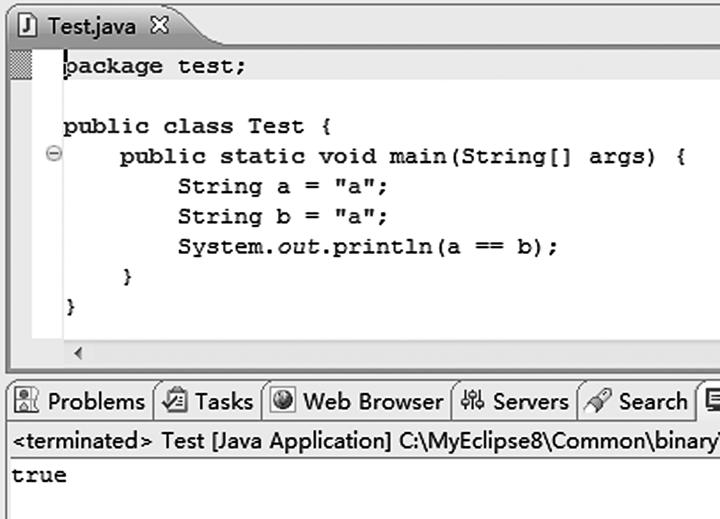 Test.java
package test;
public class Test {
    public static void main(String[] args) {
        String a = "a";
        String b = "a";
        System.out.println(a == b);
    }
}
Problems Tasks Web Browser Servers Search
<terminated> Test [Java Application] C:\MyEclipse8\Common\binary
true